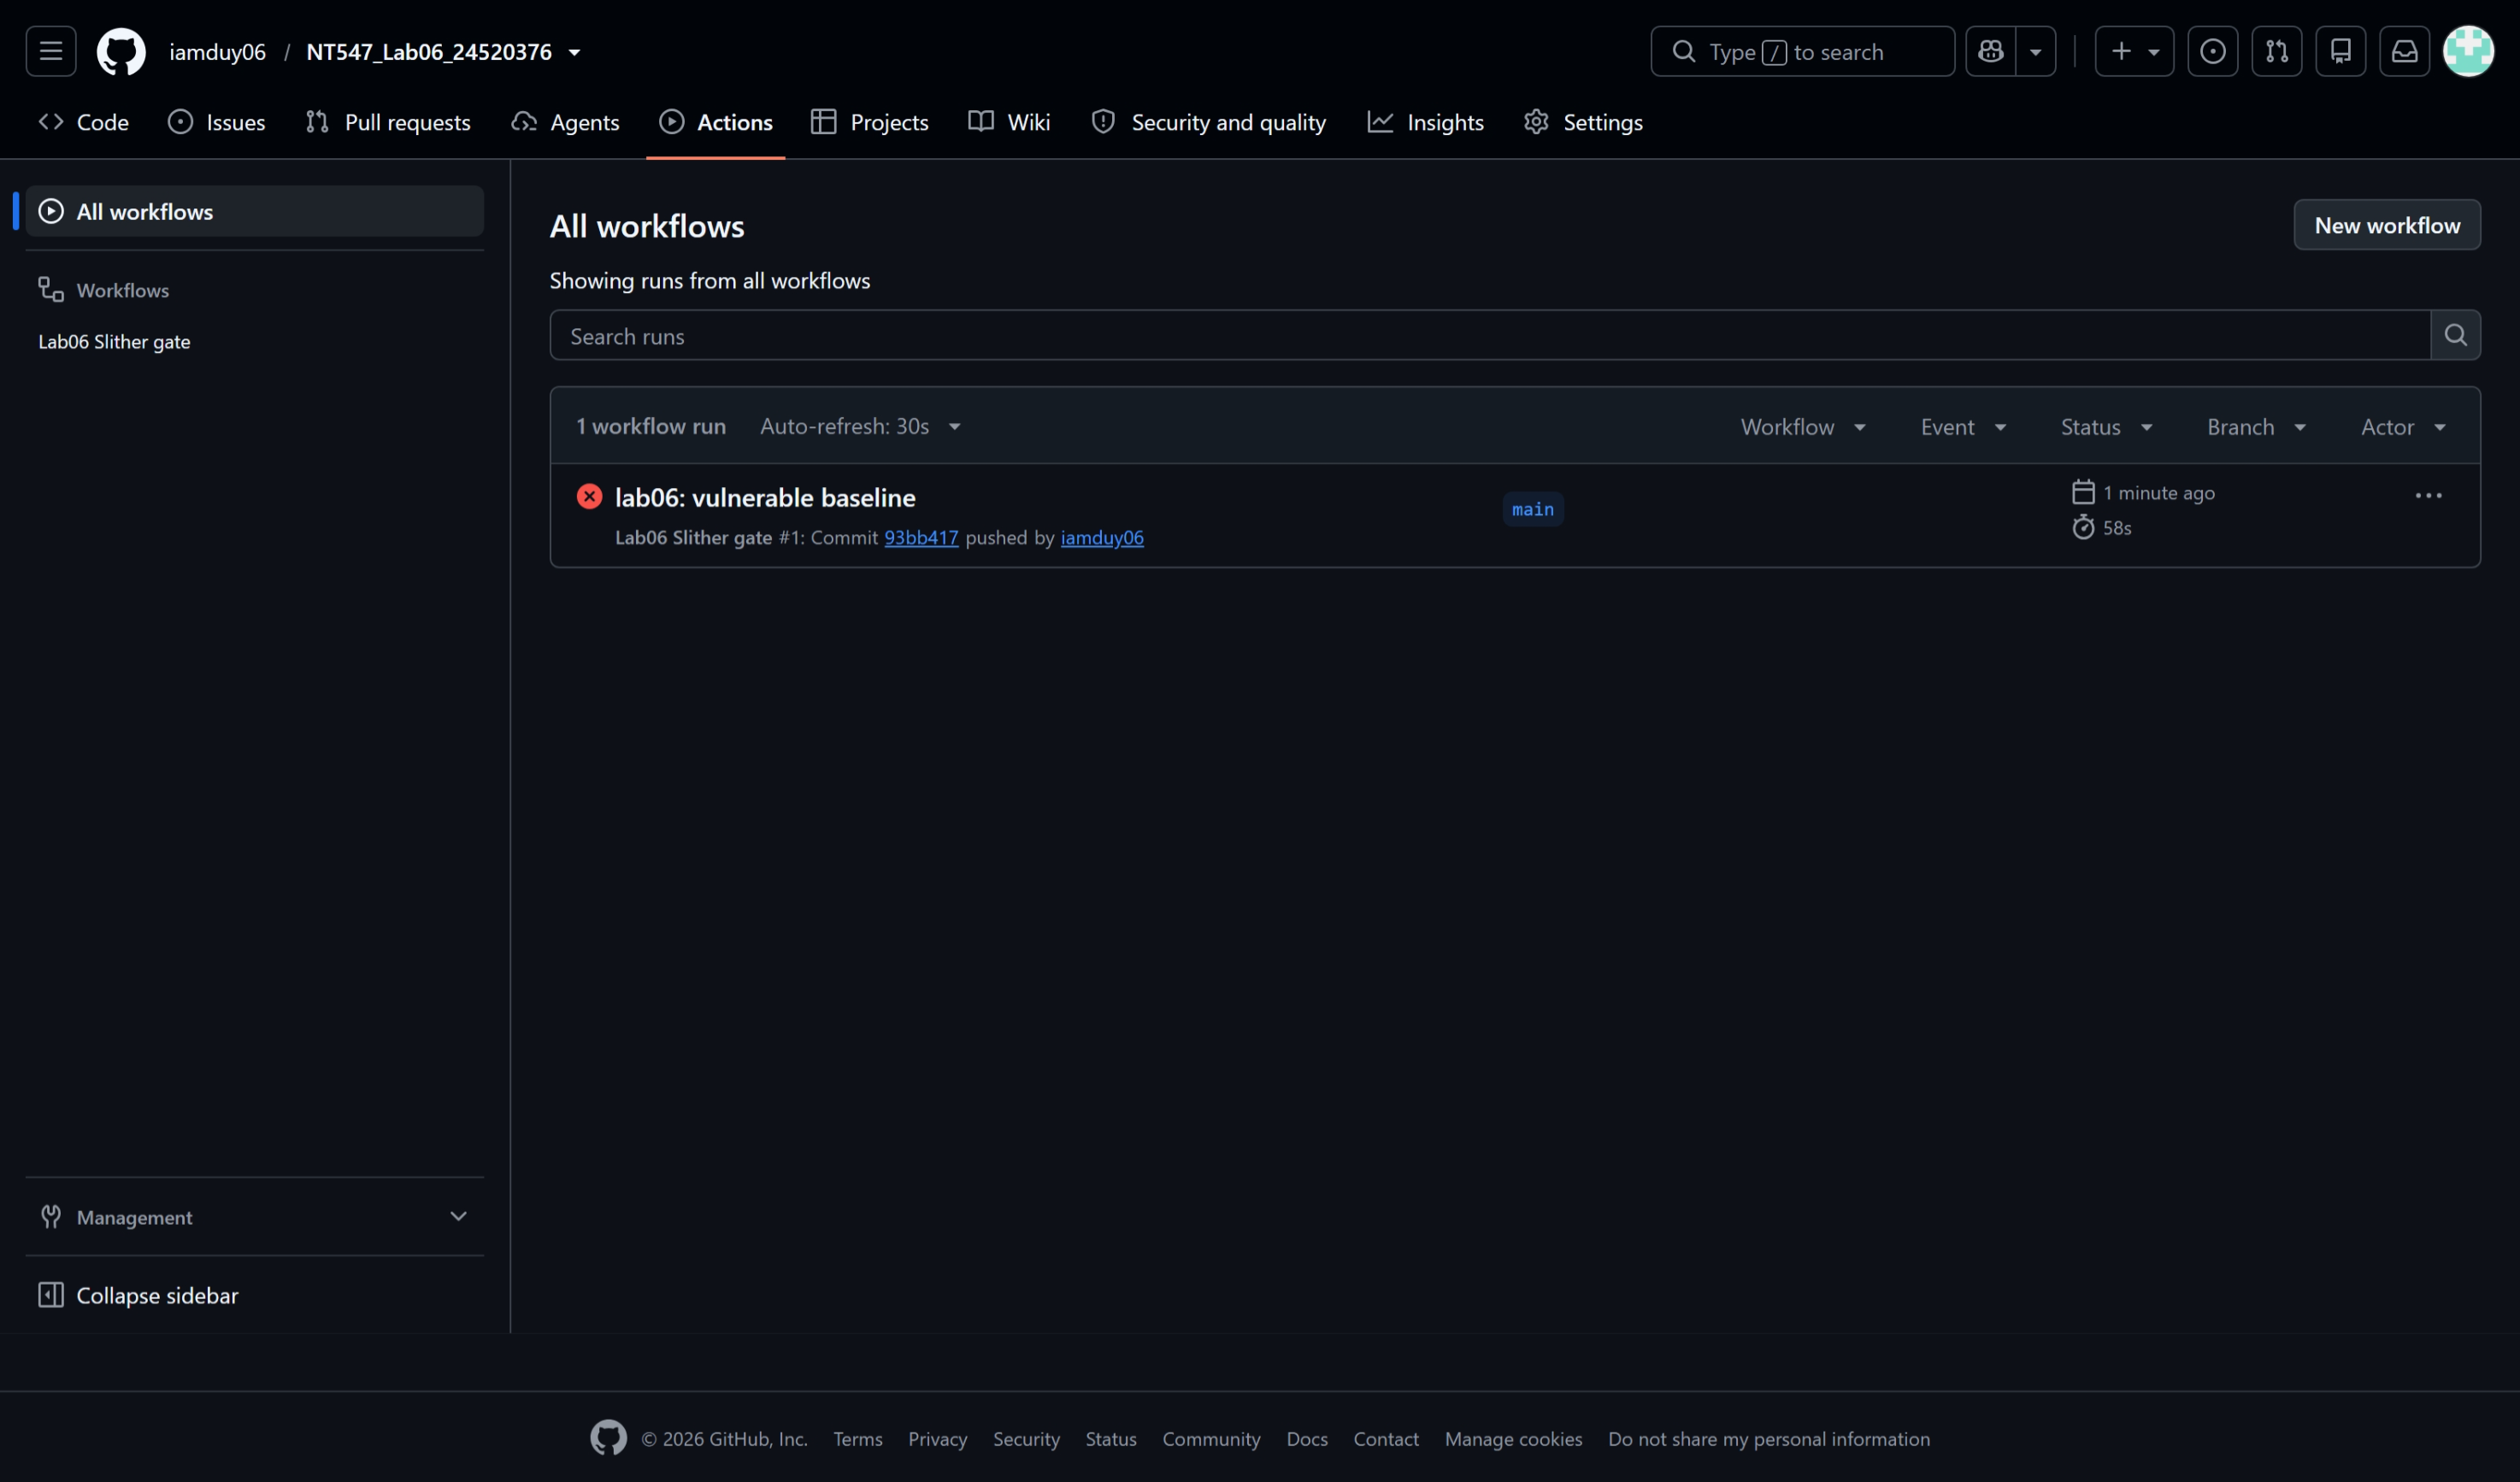 iamduy06 / NT547_Lab06_24520376
Type / to search
Code Issues Pull requests Agents Actions Projects Wiki Security and quality Insights Settings
All workflows
Workflows
Lab06 Slither gate
Management
Collapse sidebar
All workflows
New workflow
Showing runs from all workflows
Search runs
1 workflow run Auto-refresh: 30s Workflow Event Status Branch Actor
lab06: vulnerable baseline
Lab06 Slither gate #1: Commit 93bb417 pushed by iamduy06
main
1 minute ago
58s
© 2026 GitHub, Inc. Terms Privacy Security Status Community Docs Contact Manage cookies Do not share my personal information